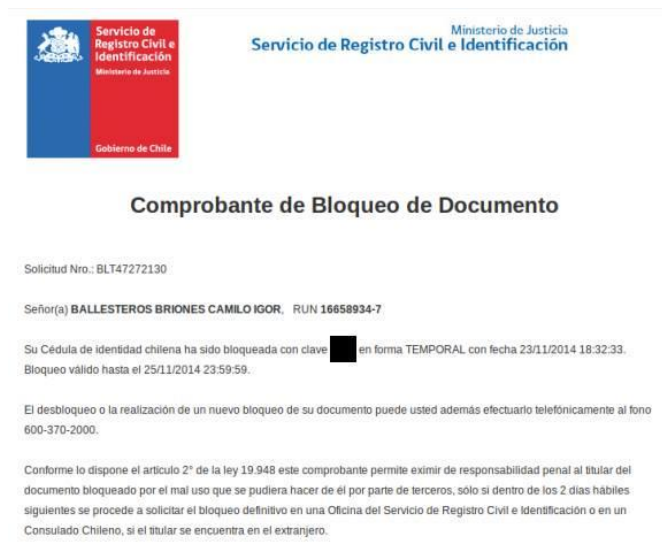 Servicio de
Registro Civil e
Identificación
Ministerio de Justicia
Gobierno de Chile
Ministerio de Justicia
Servicio de Registro Civil e Identificación
Comprobante de Bloqueo de Documento
Solicitud Nro.: BLT47272130
Señor(a) BALLESTEROS BRIONES CAMILO IGOR, RUN 16658934-7
Su Cédula de identidad chilena ha sido bloqueada con clave en forma TEMPORAL con fecha 23/11/2014 18:32:33.
Bloqueo válido hasta el 25/11/2014 23:59:59.
El desbloqueo o la realización de un nuevo bloqueo de su documento puede usted además efectuarlo telefónicamente al fono
600-370-2000.
Conforme lo dispone el artículo 2° de la ley 19.948 este comprobante permite eximir de responsabilidad penal al titular del
documento bloqueado por el mal uso que se pudiera hacer de él por parte de terceros, sólo si dentro de los 2 días hábiles
siguientes se procede a solicitar el bloqueo definitivo en una Oficina del Servicio de Registro Civil e Identificación o en un
Consulado Chileno, si el titular se encuentra en el extranjero.